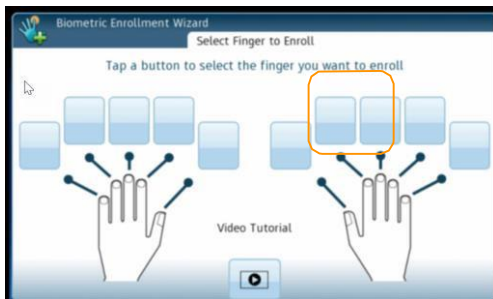 Biometric Enrollment Wizard
Select Finger to Enroll
Tap a button to select the finger you want to enroll
Video Tutorial